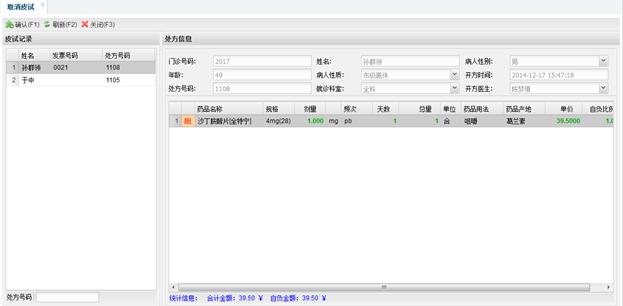 取消皮试
确认(F1) 刷新(F2) 关闭(F3)
皮试记录
姓名 发票号码 处方号码
1 孙群领 0021 1108
2 于申 1105
处方号码
处方信息
门诊号码: 2017 姓名: 孙群领 病人性别: 男
年龄: 49 病人性质: 市级离休 开方时间: 2014-12-17 15:47:18
处方号码: 1108 就诊科室: 全科 开方医生: 陈梦倩
药品名称 规格 剂量 频次 天数 总量 单位 药品用法 药品产地 单价 自负比例
1 阳 沙丁胺醇片[全特宁] 4mg(28) 1.000 mg pb 1 1 合 咀嚼 葛兰素 39.5000 1.0
统计信息: 合计金额: 39.50 ¥ 自负金额: 39.50 ¥